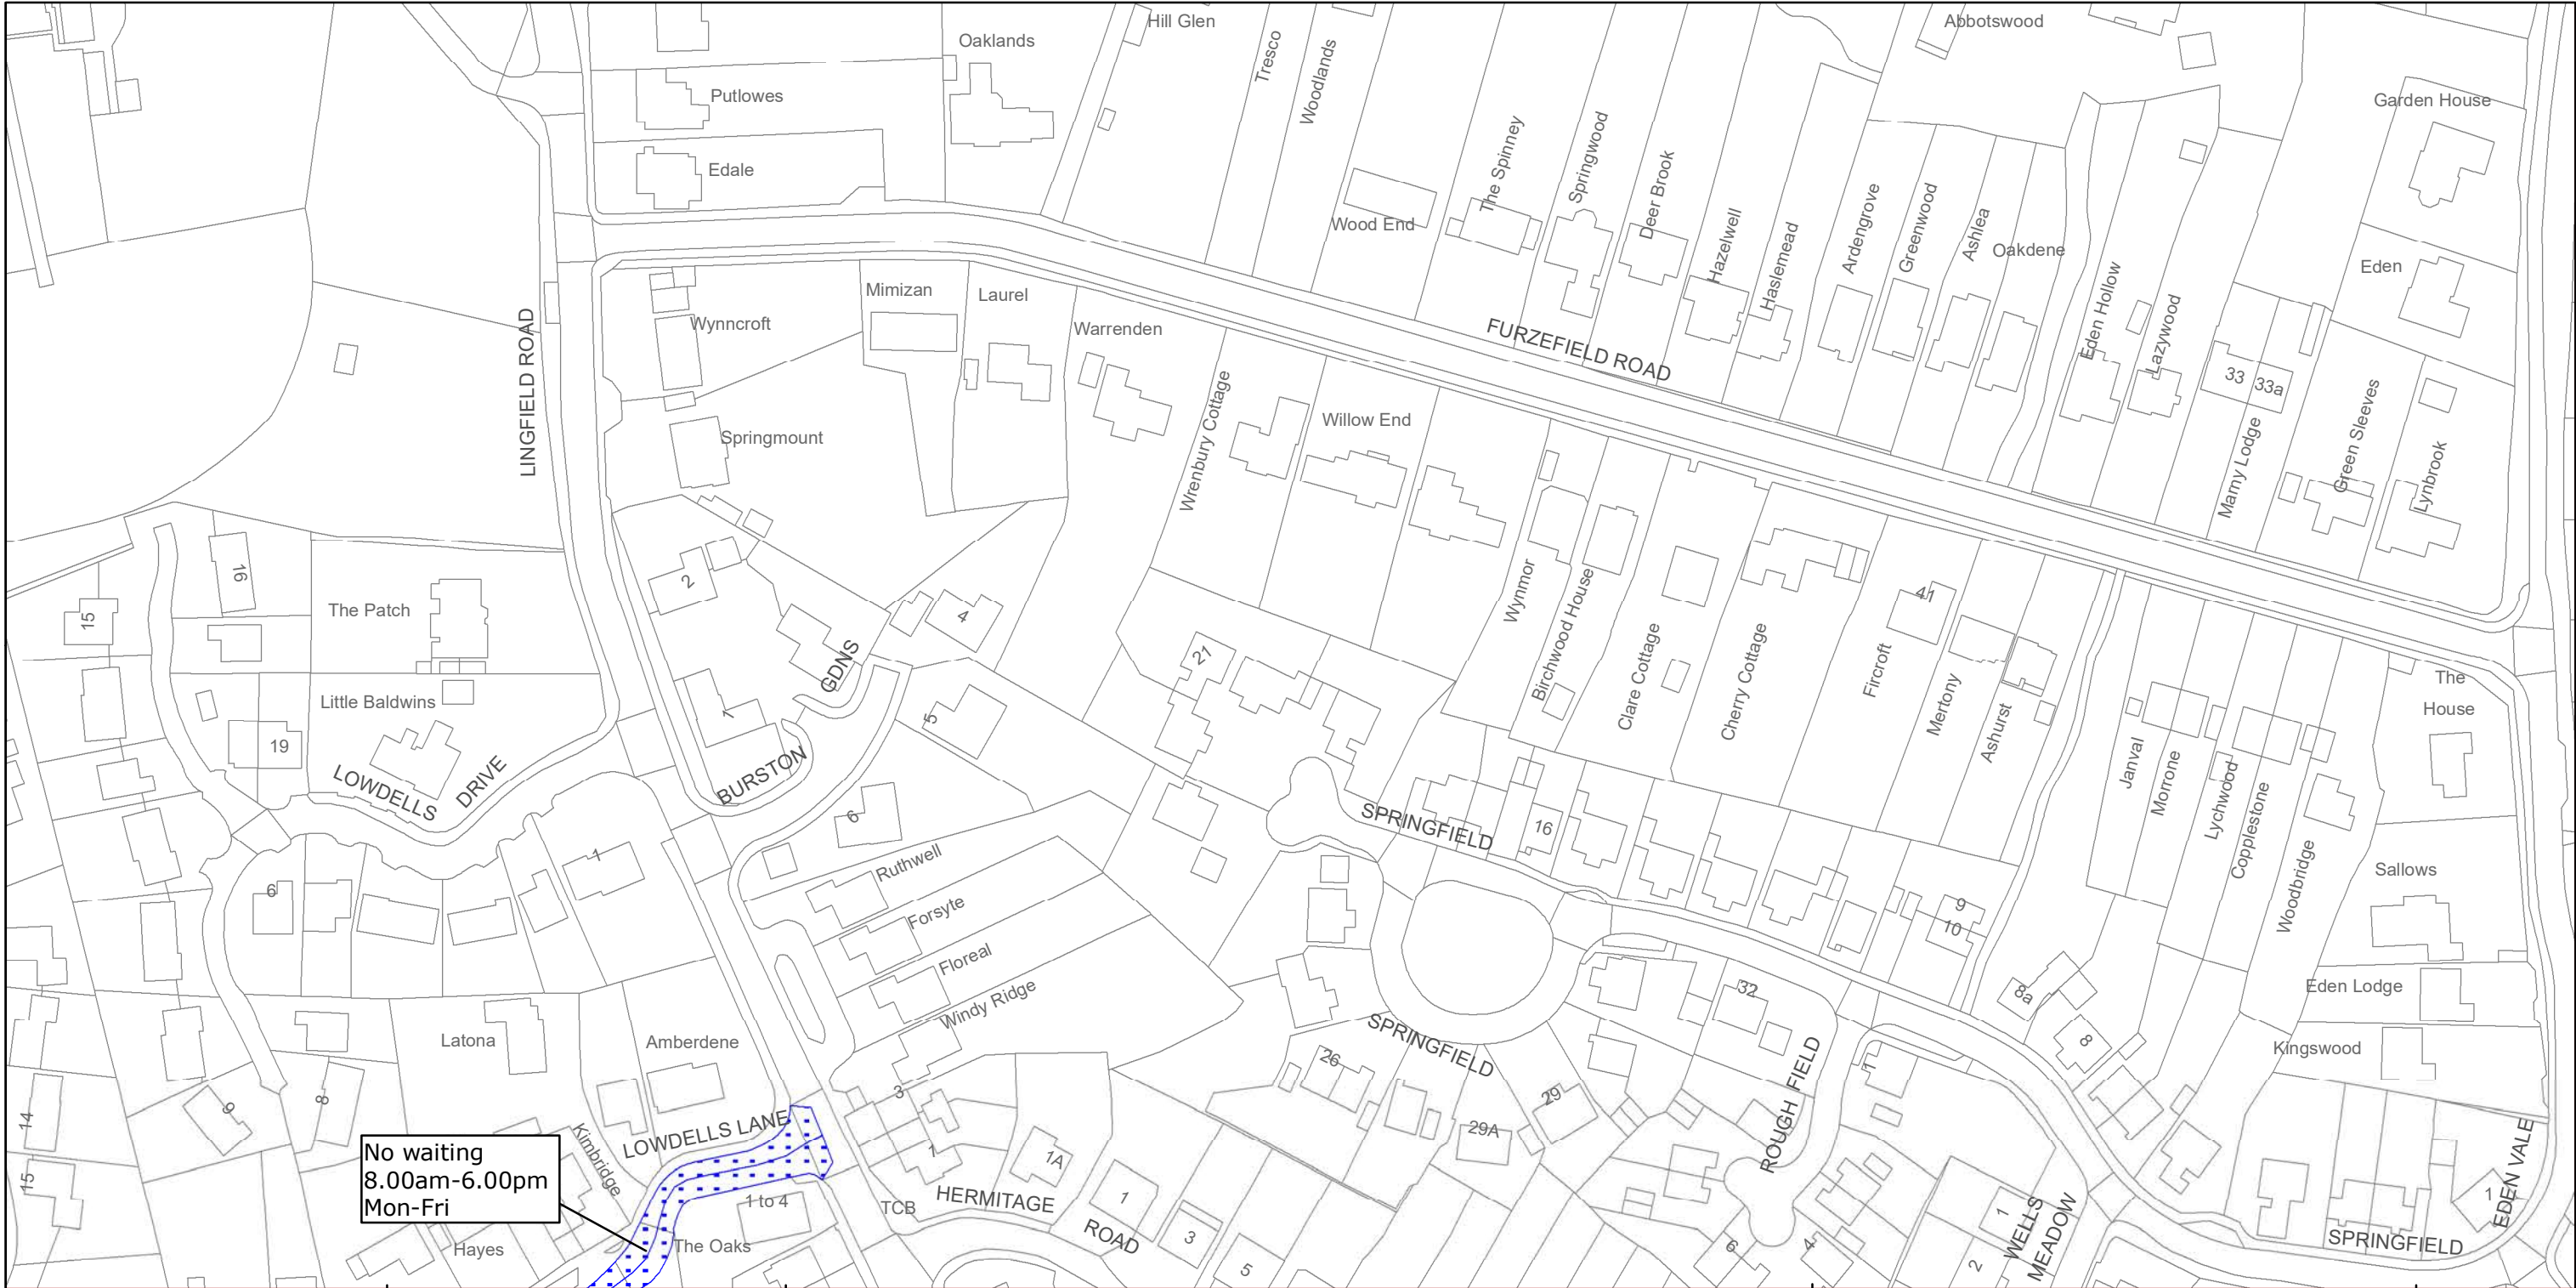 Hill Glen
Abbotswood
Oaklands
Tresco
Woodlands
Putlowes
Garden House
Edale
The Spinney
Springwood
Deer Brook
Wood End
Hazelwell
Haslemead
Ardengrove
Greenwood
Ashlea
Oakdene
Eden Hollow
Lazywood
Eden
Mimizan
Laurel
Wynncroft
Warrenden
LINGFIELD ROAD
FURZEFIELD ROAD
33
33a
Springmount
Wrenbury Cottage
Willow End
Mamy Lodge
Green Sleeves
Lynbrook
16
15
The Patch
2
4
GDNS
21
Wynmor
Birchwood House
Clare Cottage
Cherry Cottage
41
Fircroft
Mertony
Ashurst
The
House
Little Baldwins
19
1
5
BURSTON
LOWDELLS
DRIVE
Janval
Morrone
Lychwood
Copplestone
Woodbridge
6
SPRINGFIELD
16
1
6
Ruthwell
Forsyte
Floreal
Windy Ridge
Sallows
9
10
32
8a
8
Eden Lodge
Kingswood
Latona
Amberdene
SPRINGFIELD
26
29
29A
ROUGH FIELD
1
14
15
9
8
3
1
1A
LOWDELLS LANE
Kimbridge
No waiting
8.00am-6.00pm
Mon-Fri
1 to 4
TCB
HERMITAGE
ROAD
1
3
5
Hayes
The Oaks
6
4
1
2
WELLS
MEADOW
SPRINGFIELD
1
EDEN VALE